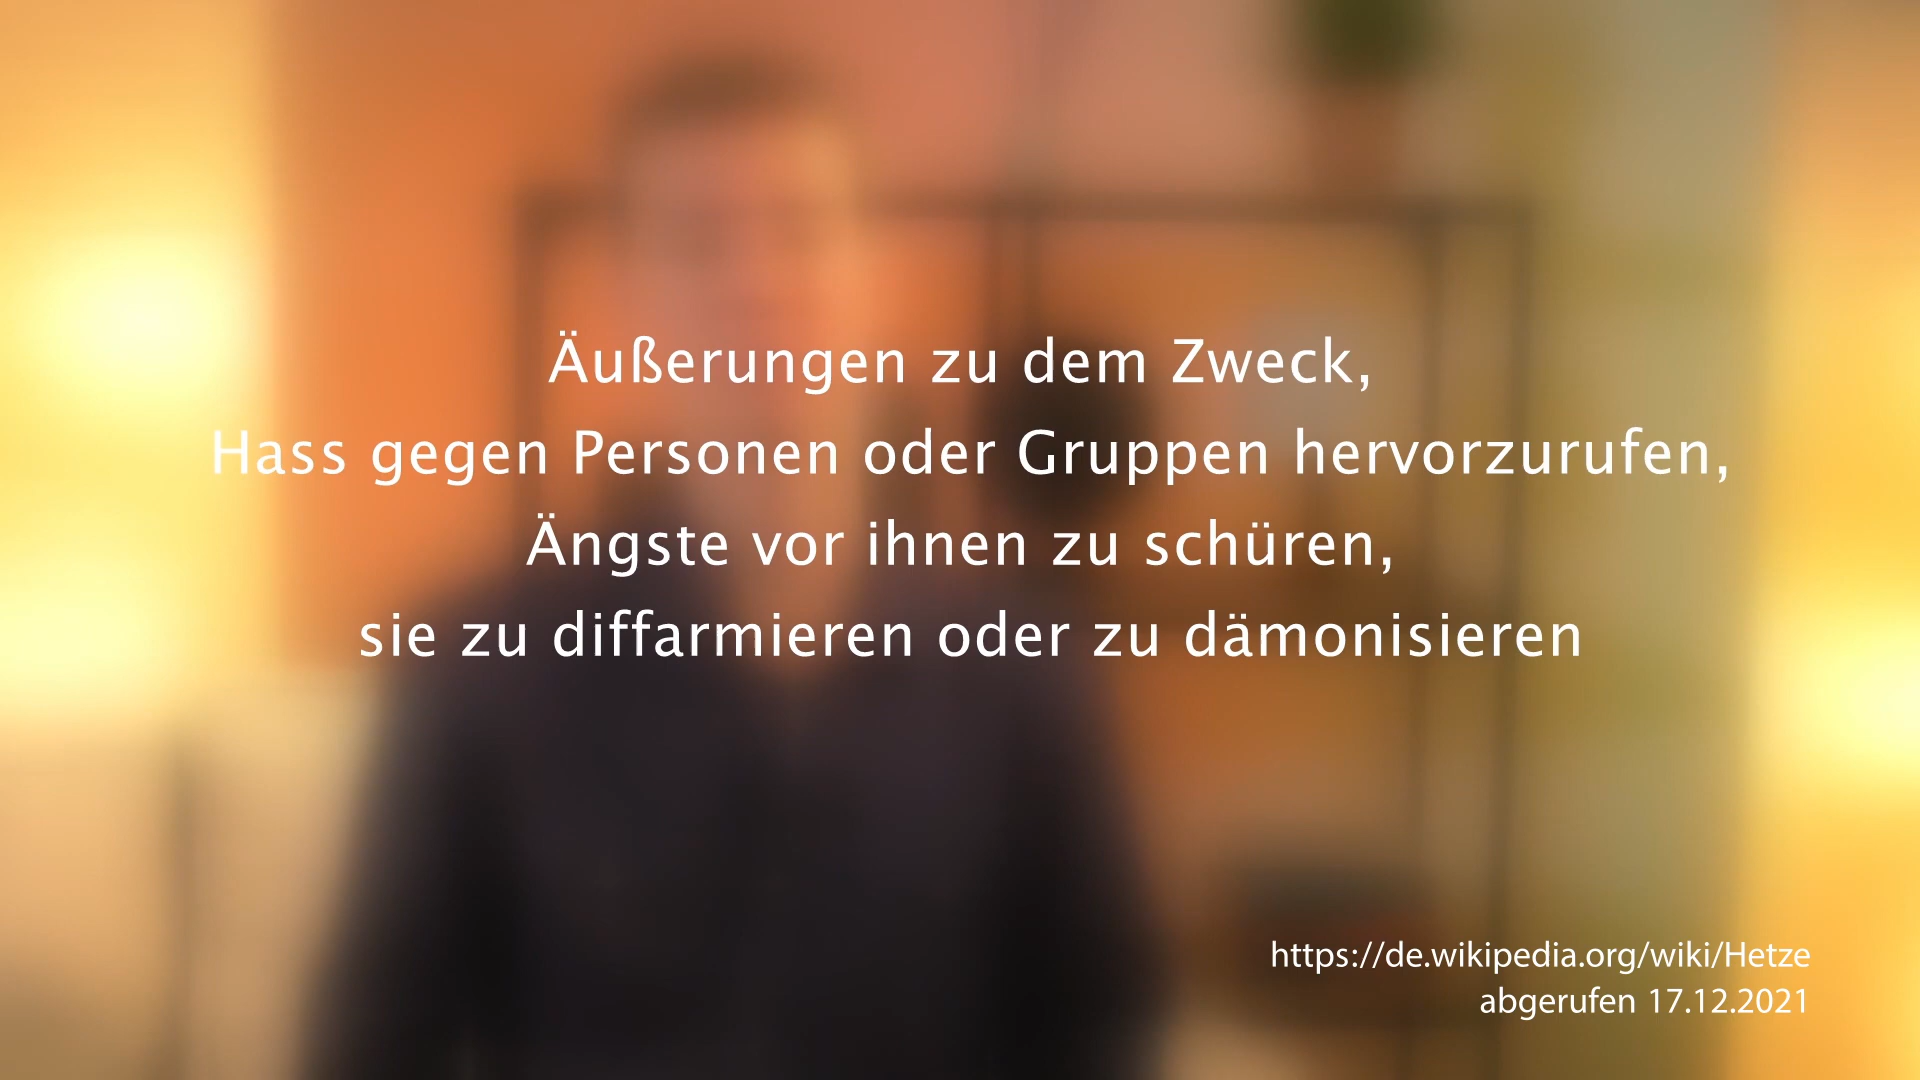 Äußerungen zu dem Zweck,
Hass gegen Personen oder Gruppen hervorzurufen,
Ängste vor ihnen zu schüren,
sie zu diffarmieren oder zu dämonisieren
https://de.wikipedia.org/wiki/Hetze
abgerufen 17.12.2021